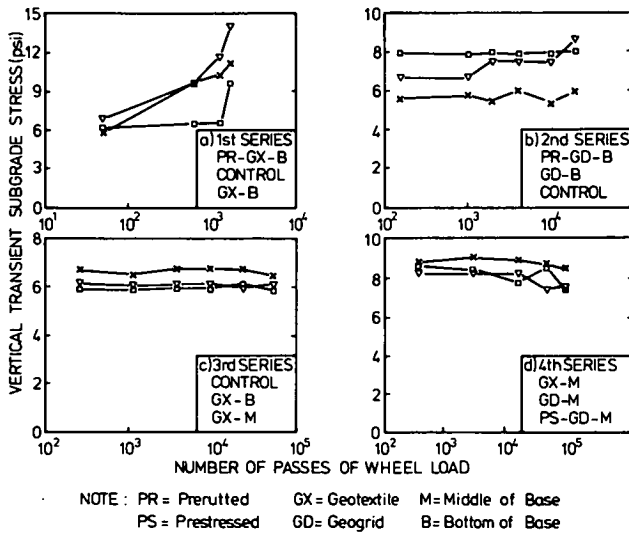 VERTICAL TRANSIENT SUBGRADE STRESS (psi)
15
12
9
6
3
0
10¹ 10² 10³ 10⁴
a) 1st SERIES
PR-GX-B
CONTROL
GX-B
10
8
6
4
2
0
10² 10³ 10⁴
b) 2nd SERIES
PR-GD-B
GD-B
CONTROL
8
6
4
2
0
10² 10³ 10⁴ 10⁵
c) 3rd SERIES
CONTROL
GX-B
GX-M
10
8
6
4
2
0
10² 10³ 10⁴ 10⁵
d) 4th SERIES
GX-M
GD-M
PS-GD-M
NUMBER OF PASSES OF WHEEL LOAD
NOTE : PR = Prerutted GX = Geotextile M = Middle of Base
PS = Prestressed GD = Geogrid B = Bottom of Base